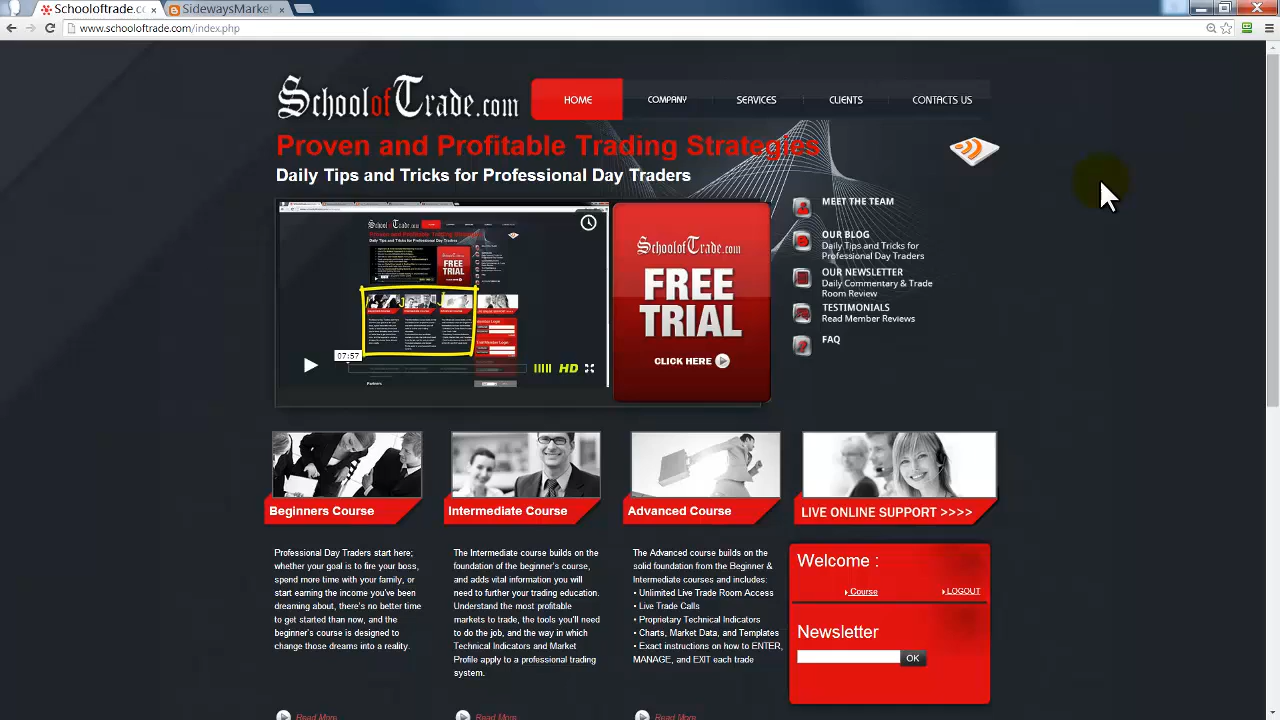 Schooloftrade.co
SidewaysMarket
www.schooloftrade.com/index.php
SchoolofTrade.com
HOME
COMPANY
SERVICES
CLIENTS
CONTACTS US
Proven and Profitable Trading Strategies
Daily Tips and Tricks for Professional Day Traders
07:57
HD
SchoolofTrade.com
FREE
TRIAL
CLICK HERE
MEET THE TEAM
OUR BLOG
Daily Tips and Tricks for
Professional Day Traders
OUR NEWSLETTER
Daily Commentary & Trade
Room Review
TESTIMONIALS
Read Member Reviews
FAQ
Beginners Course
Intermediate Course
Advanced Course
LIVE ONLINE SUPPORT >>>>
Professional Day Traders start here;
whether your goal is to fire your boss,
spend more time with your family, or
start earning the income you've been
dreaming about, there's no better time
to get started than now, and the
beginner's course is designed to
change those dreams into a reality.
The Intermediate course builds on the
foundation of the beginner's course,
and adds vital information you will
need to further your trading education.
Understand the most profitable
markets to trade, the tools you'll need
to do the job, and the way in which
Technical Indicators and Market
Profile apply to a professional trading
system.
The Advanced course builds on the
solid foundation from the Beginner &
Intermediate courses and includes:
• Unlimited Live Trade Room Access
• Live Trade Calls
• Proprietary Technical Indicators
• Charts, Market Data, and Templates
• Exact instructions on how to ENTER,
MANAGE, and EXIT each trade
Welcome :
Course
LOGOUT
Newsletter
OK
Read More
Read More
Read More